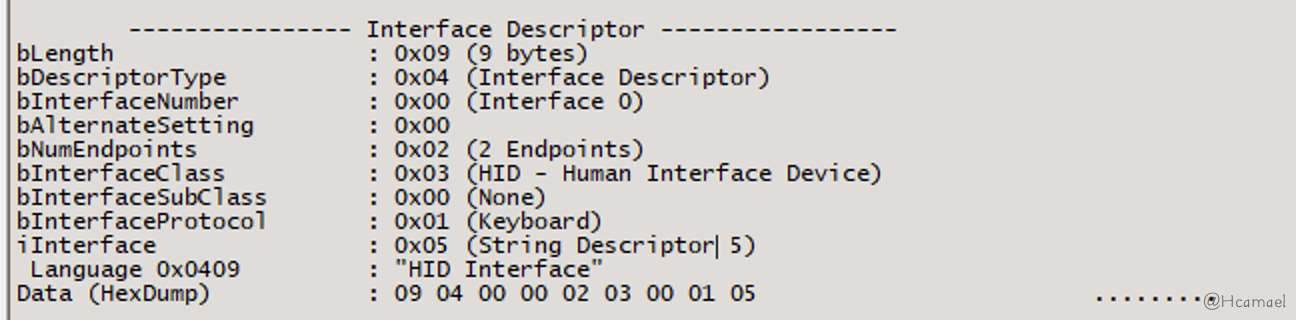 ---------------- Interface Descriptor -----------------
bLength : 0x09 (9 bytes)
bDescriptorType : 0x04 (Interface Descriptor)
bInterfaceNumber : 0x00 (Interface 0)
bAlternateSetting : 0x00
bNumEndpoints : 0x02 (2 Endpoints)
bInterfaceClass : 0x03 (HID - Human Interface Device)
bInterfaceSubClass : 0x00 (None)
bInterfaceProtocol : 0x01 (Keyboard)
iInterface : 0x05 (String Descriptor 5)
Language 0x0409 : "HID Interface"
Data (HexDump) : 09 04 00 00 02 03 00 01 05 .........
@Hcamael